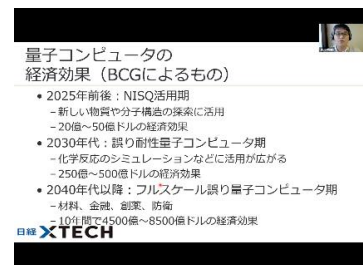 量子コンピュータの
経済効果（BCGによるもの）
• 2025年前後：NISQ活用期
–新しい物質や分子構造の探索に活用
–20億～50億ドルの経済効果
• 2030年代：誤り耐性量子コンピュータ期
–化学反応のシミュレーションなどに活用が広がる
–250億～500億ドルの経済効果
• 2040年代以降：フルスケール誤り量子コンピュータ期
–材料、金融、創薬、防衛
–10年間で4500億～8500億ドルの経済効果
日経 XTECH